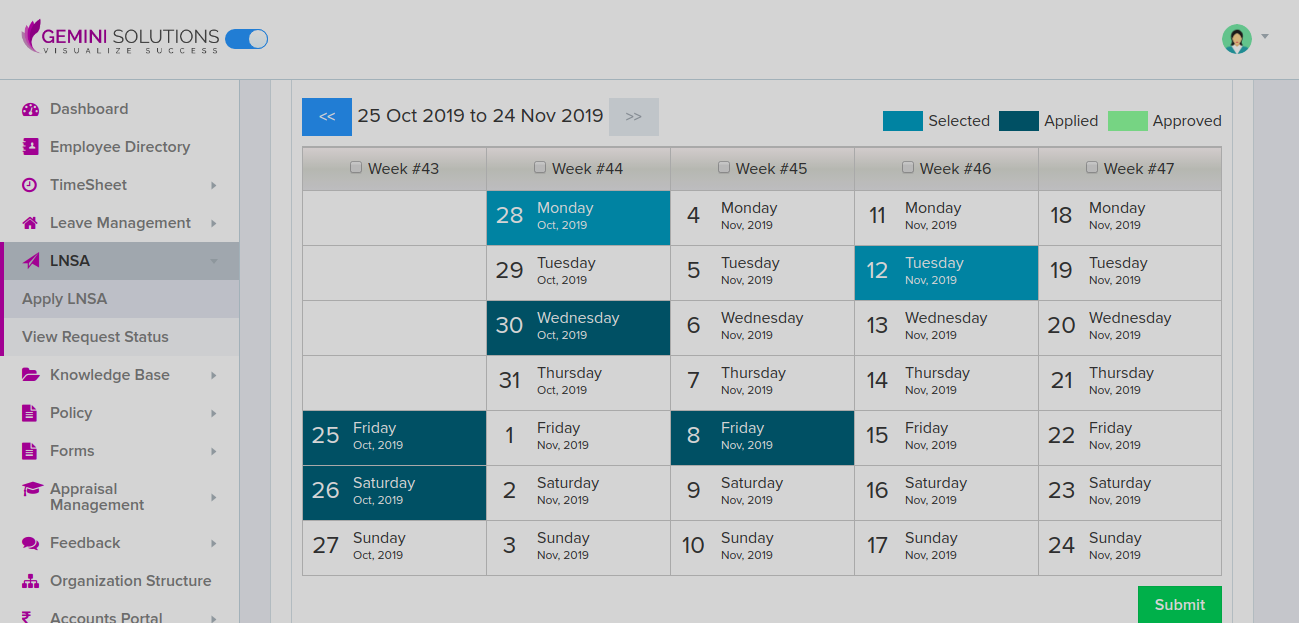 GEMINI SOLUTIONS
VISUALIZE SUCCESS
Dashboard
Employee Directory
TimeSheet
Leave Management
LNSA
Apply LNSA
View Request Status
Knowledge Base
Policy
Forms
Appraisal
Management
Feedback
Organization Structure
Accounts Portal
<< 25 Oct 2019 to 24 Nov 2019 >>
Selected Applied Approved
Week #43 Week #44 Week #45 Week #46 Week #47
28 Monday Oct, 2019 4 Monday Nov, 2019 11 Monday Nov, 2019 18 Monday Nov, 2019
29 Tuesday Oct, 2019 5 Tuesday Nov, 2019 12 Tuesday Nov, 2019 19 Tuesday Nov, 2019
30 Wednesday Oct, 2019 6 Wednesday Nov, 2019 13 Wednesday Nov, 2019 20 Wednesday Nov, 2019
31 Thursday Oct, 2019 7 Thursday Nov, 2019 14 Thursday Nov, 2019 21 Thursday Nov, 2019
25 Friday Oct, 2019 1 Friday Nov, 2019 8 Friday Nov, 2019 15 Friday Nov, 2019 22 Friday Nov, 2019
26 Saturday Oct, 2019 2 Saturday Nov, 2019 9 Saturday Nov, 2019 16 Saturday Nov, 2019 23 Saturday Nov, 2019
27 Sunday Oct, 2019 3 Sunday Nov, 2019 10 Sunday Nov, 2019 17 Sunday Nov, 2019 24 Sunday Nov, 2019
Submit